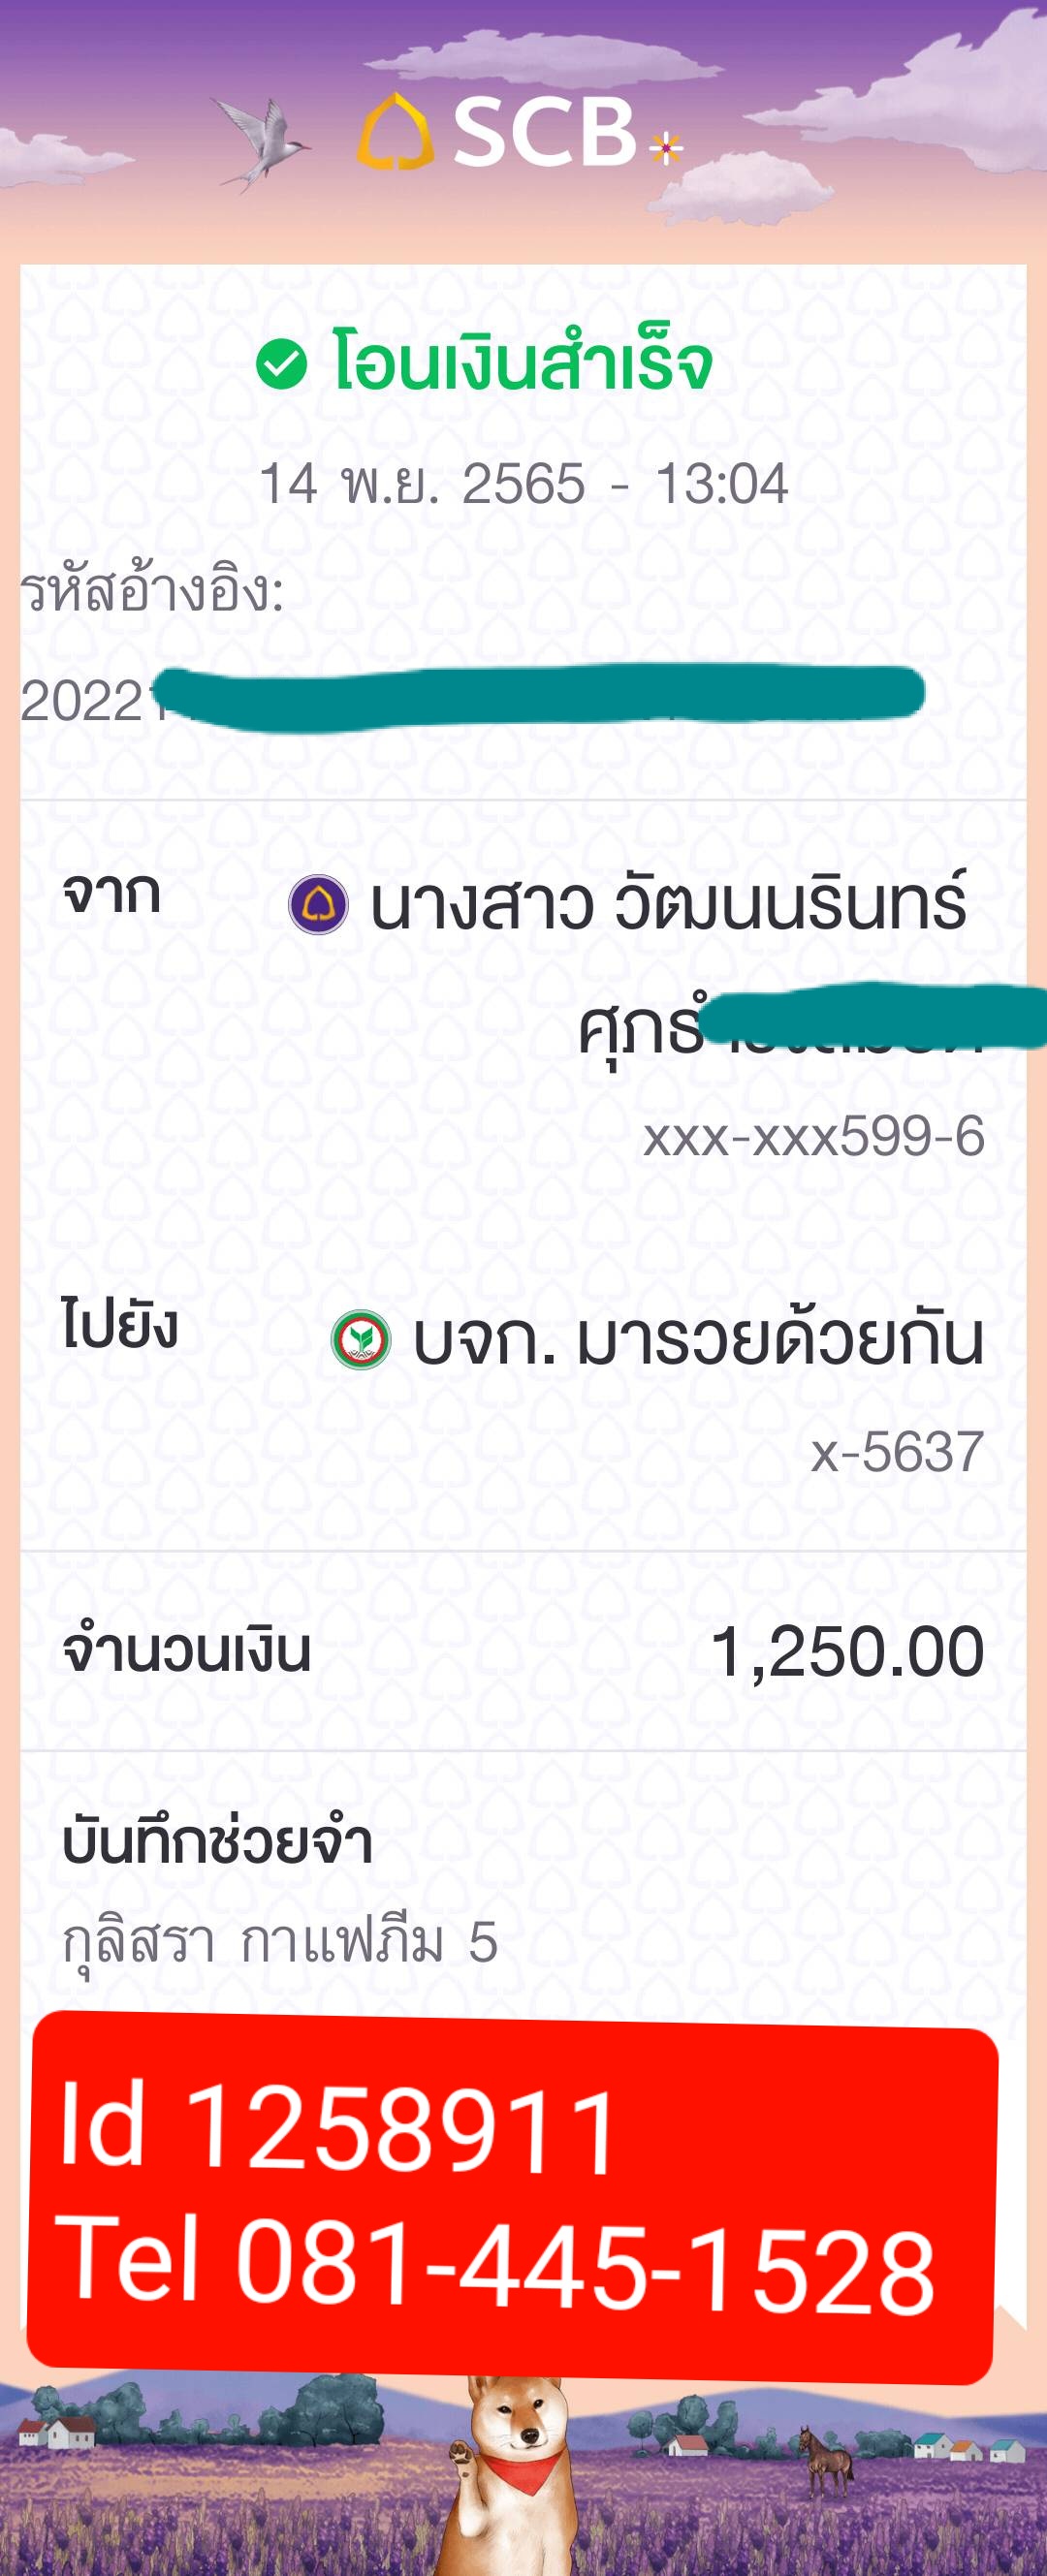 SCB
โอนเงินสำเร็จ
14 พ.ย. 2565 - 13:04
รหัสอ้างอิง:
2022
จาก นางสาว วัฒนนรินทร์
xxx-xxx599-6
ไปยัง บจก. มารวยด้วยกัน
x-5637
จำนวนเงิน 1,250.00
บันทึกช่วยจำ
กุลิสรา กาแฟภีม 5
Id 1258911
Tel 081-445-1528